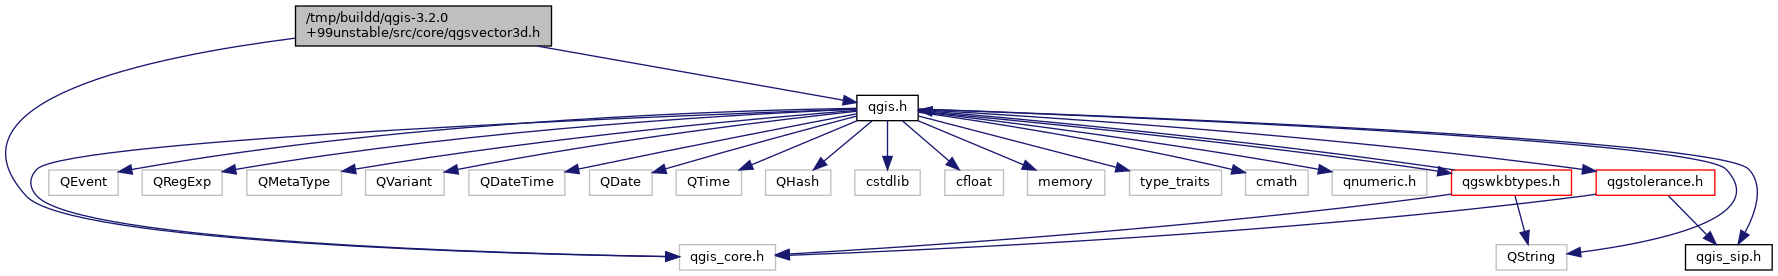 /tmp/buildd/qgis-3.2.0
+99unstable/src/core/qgsvector3d.h
qgis.h
QEvent
QRegExp
QMetaType
QVariant
QDateTime
QDate
QTime
QHash
cstdlib
cfloat
memory
type_traits
cmath
qnumeric.h
qgswkbtypes.h
qgstolerance.h
qgis_core.h
QString
qgis_sip.h